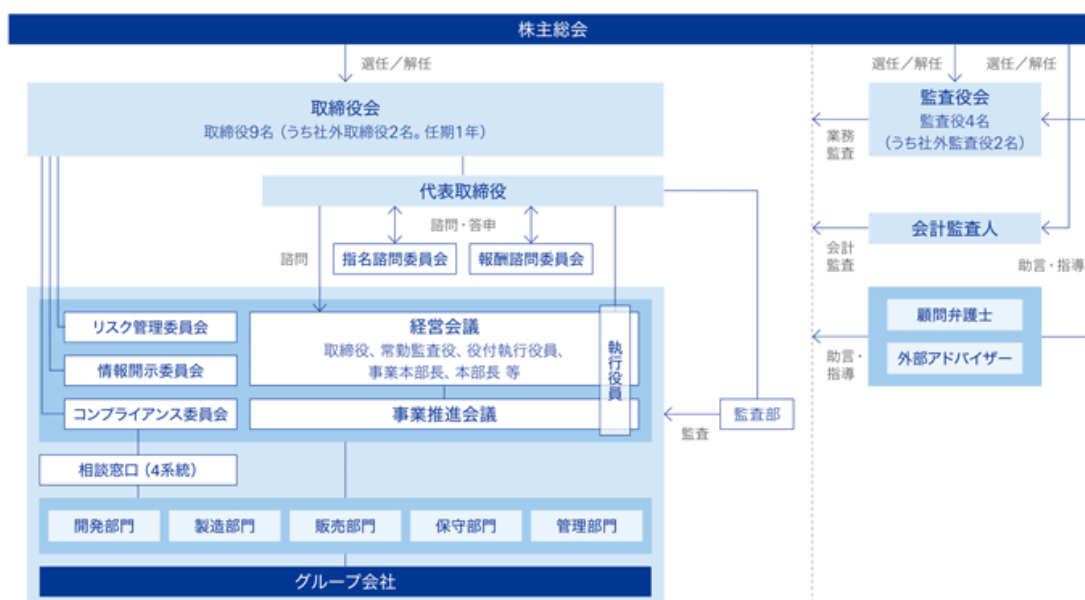 株主総会
選任／解任
選任／解任
選任／解任
取締役会
取締役9名（うち社外取締役2名。任期1年）
監査役会
監査役4名
（うち社外監査役2名）
業務
監査
代表取締役
諮問・答申
諮問
指名諮問委員会
報酬諮問委員会
会計監査人
会計
監査
助言・指導
顧問弁護士
外部アドバイザー
助言・
指導
リスク管理委員会
情報開示委員会
コンプライアンス委員会
経営会議
取締役、常勤監査役、役付執行役員、
事業本部長、本部長 等
事業推進会議
執行役員
監査部
監査
相談窓口（4系統）
開発部門
製造部門
販売部門
保守部門
管理部門
グループ会社